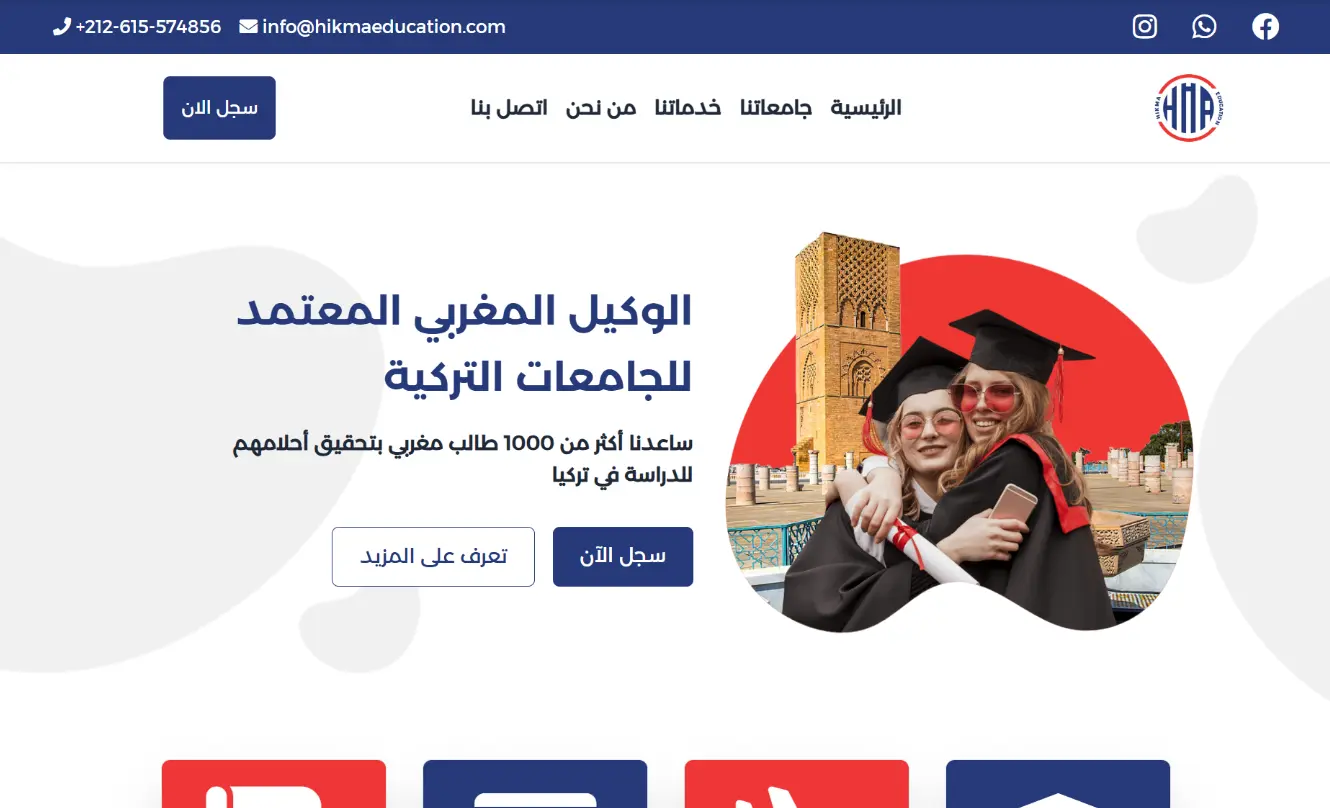 +212-615-574856 info@hikmaeducation.com
HIKMA HMA EDUCATION
الرئيسية جامعاتنا خدماتنا من نحن اتصل بنا
سجل الان
الوكيل المغربي المعتمد
للجامعات التركية
ساعدنا أكثر من 1000 طالب مغربي بتحقيق أحلامهم
للدراسة في تركيا
سجل الآن
تعرف على المزيد